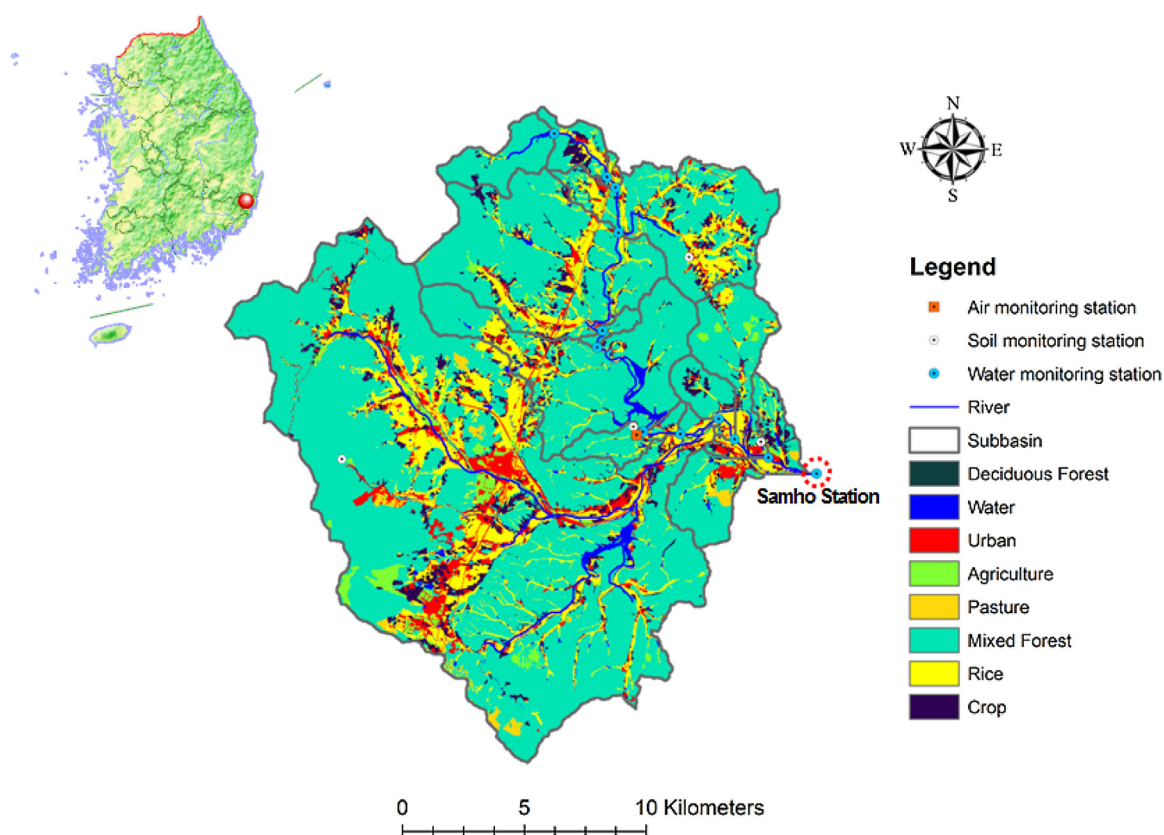 N
W E
S
Legend
Air monitoring station
Soil monitoring station
Water monitoring station
River
Subbasin
Deciduous Forest
Water
Urban
Agriculture
Pasture
Mixed Forest
Rice
Crop
Samho Station
0 5 10 Kilometers